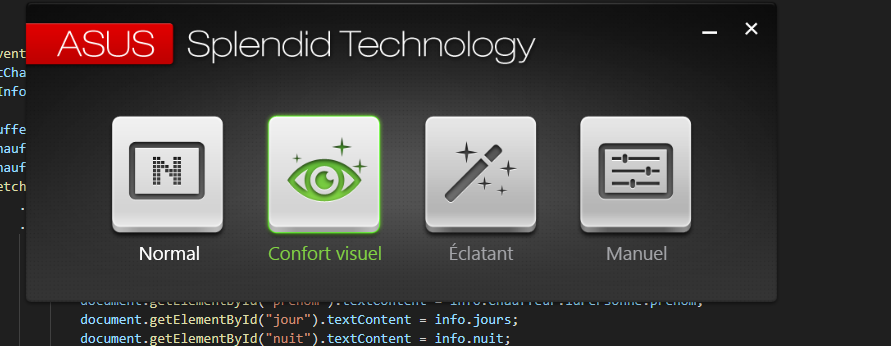 ASUS Splendid Technology
vent
tCha
Info
uffe
hauf
hauf
etch
.
.
N
Normal
Confort visuel
Éclatant
Manuel
document.getElementById("prenom").textContent = info.chauffeur.idPersonne.prenom;
document.getElementById("jour").textContent = info.jours;
document.getElementById("nuit").textContent = info.nuit;